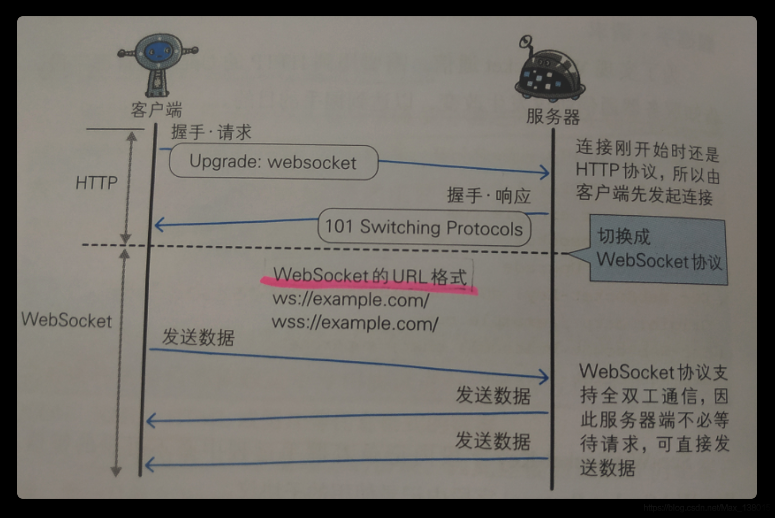 客户端
服务器
握手·请求
Upgrade: websocket
连接刚开始时还是
HTTP协议，所以由
客户端先发起连接
HTTP
握手·响应
101 Switching Protocols
切换成
WebSocket协议
WebSocket的URL格式
ws://example.com/
wss://example.com/
WebSocket
发送数据
WebSocket协议支
持全双工通信，因
此服务器端不必等
待请求，可直接发
送数据
发送数据
发送数据